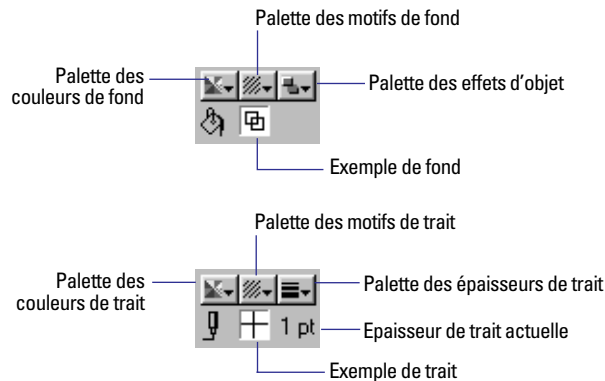 Palette des motifs de fond
Palette des
couleurs de fond
Palette des effets d'objet
Exemple de fond
Palette des motifs de trait
Palette des
couleurs de trait
Palette des épaisseurs de trait
1 pt
Epaisseur de trait actuelle
Exemple de trait